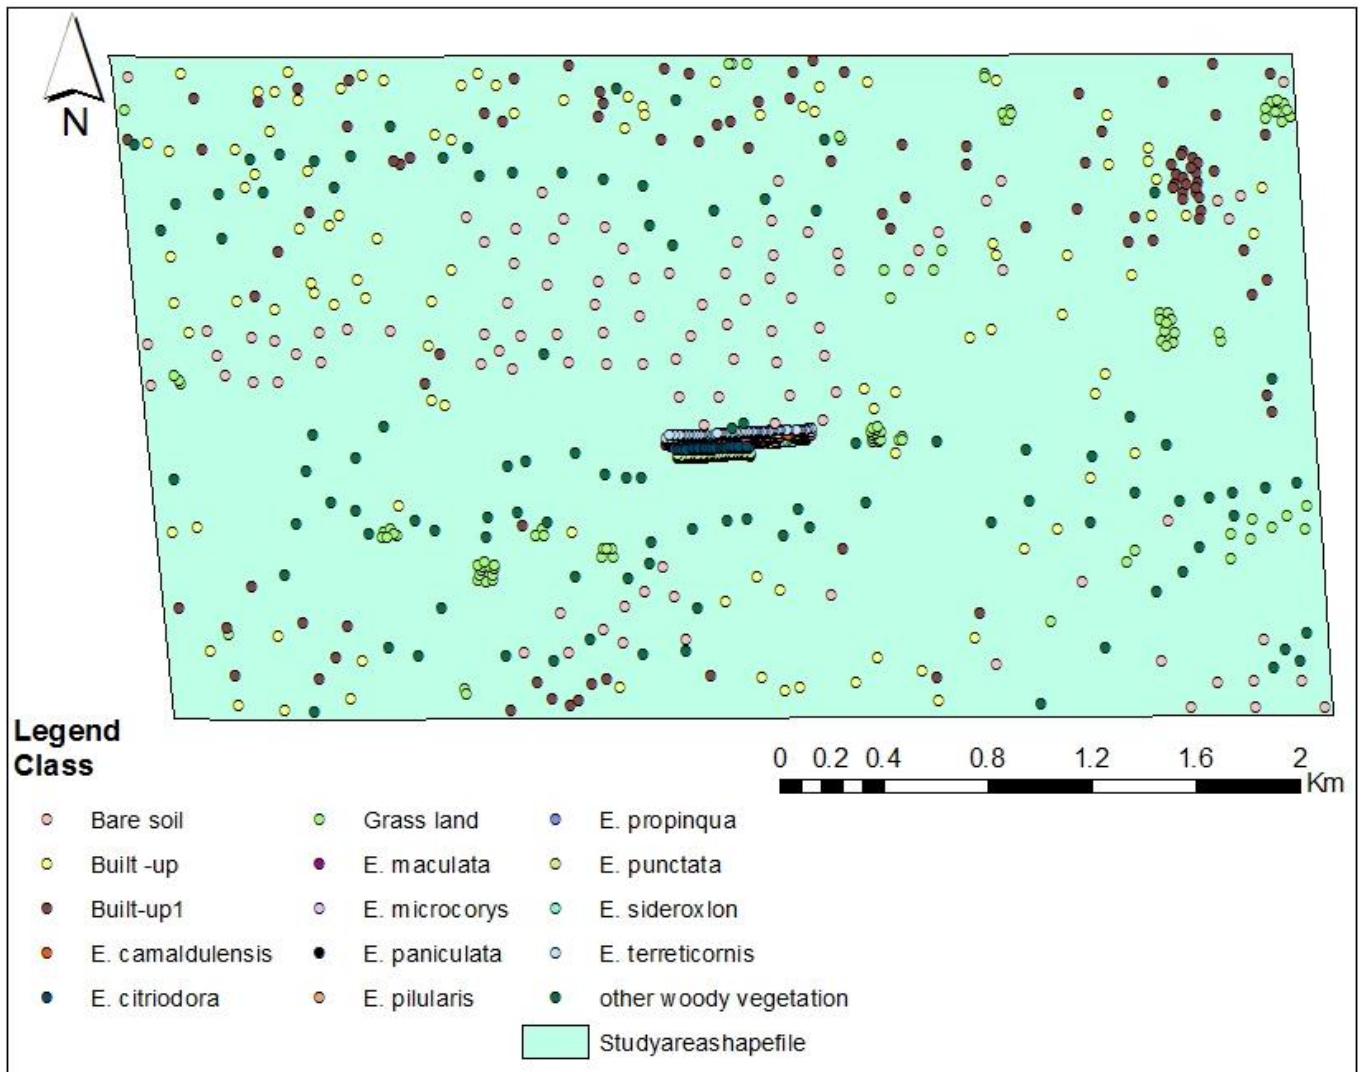 N
Legend
Class
0 0.2 0.4 0.8 1.2 1.6 2
Km
Bare soil
Built -up
Built-up1
E. camaldulensis
E. citriodora
Grass land
E. maculata
E. microcorys
E. paniculata
E. pilularis
E. propinqua
E. punctata
E. sideroxlon
E. terreticornis
other woody vegetation
Studyareashapefile